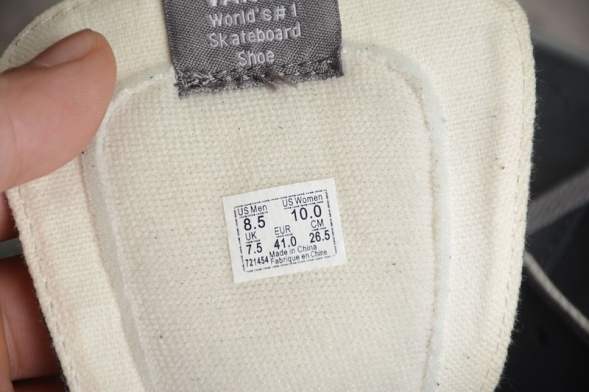 World's #1
Skateboard
Shoe
US Men US Women
8.5 10.0
UK EUR CM
7.5 41.0 26.5
Made in China
721454 Fabrique en Chine